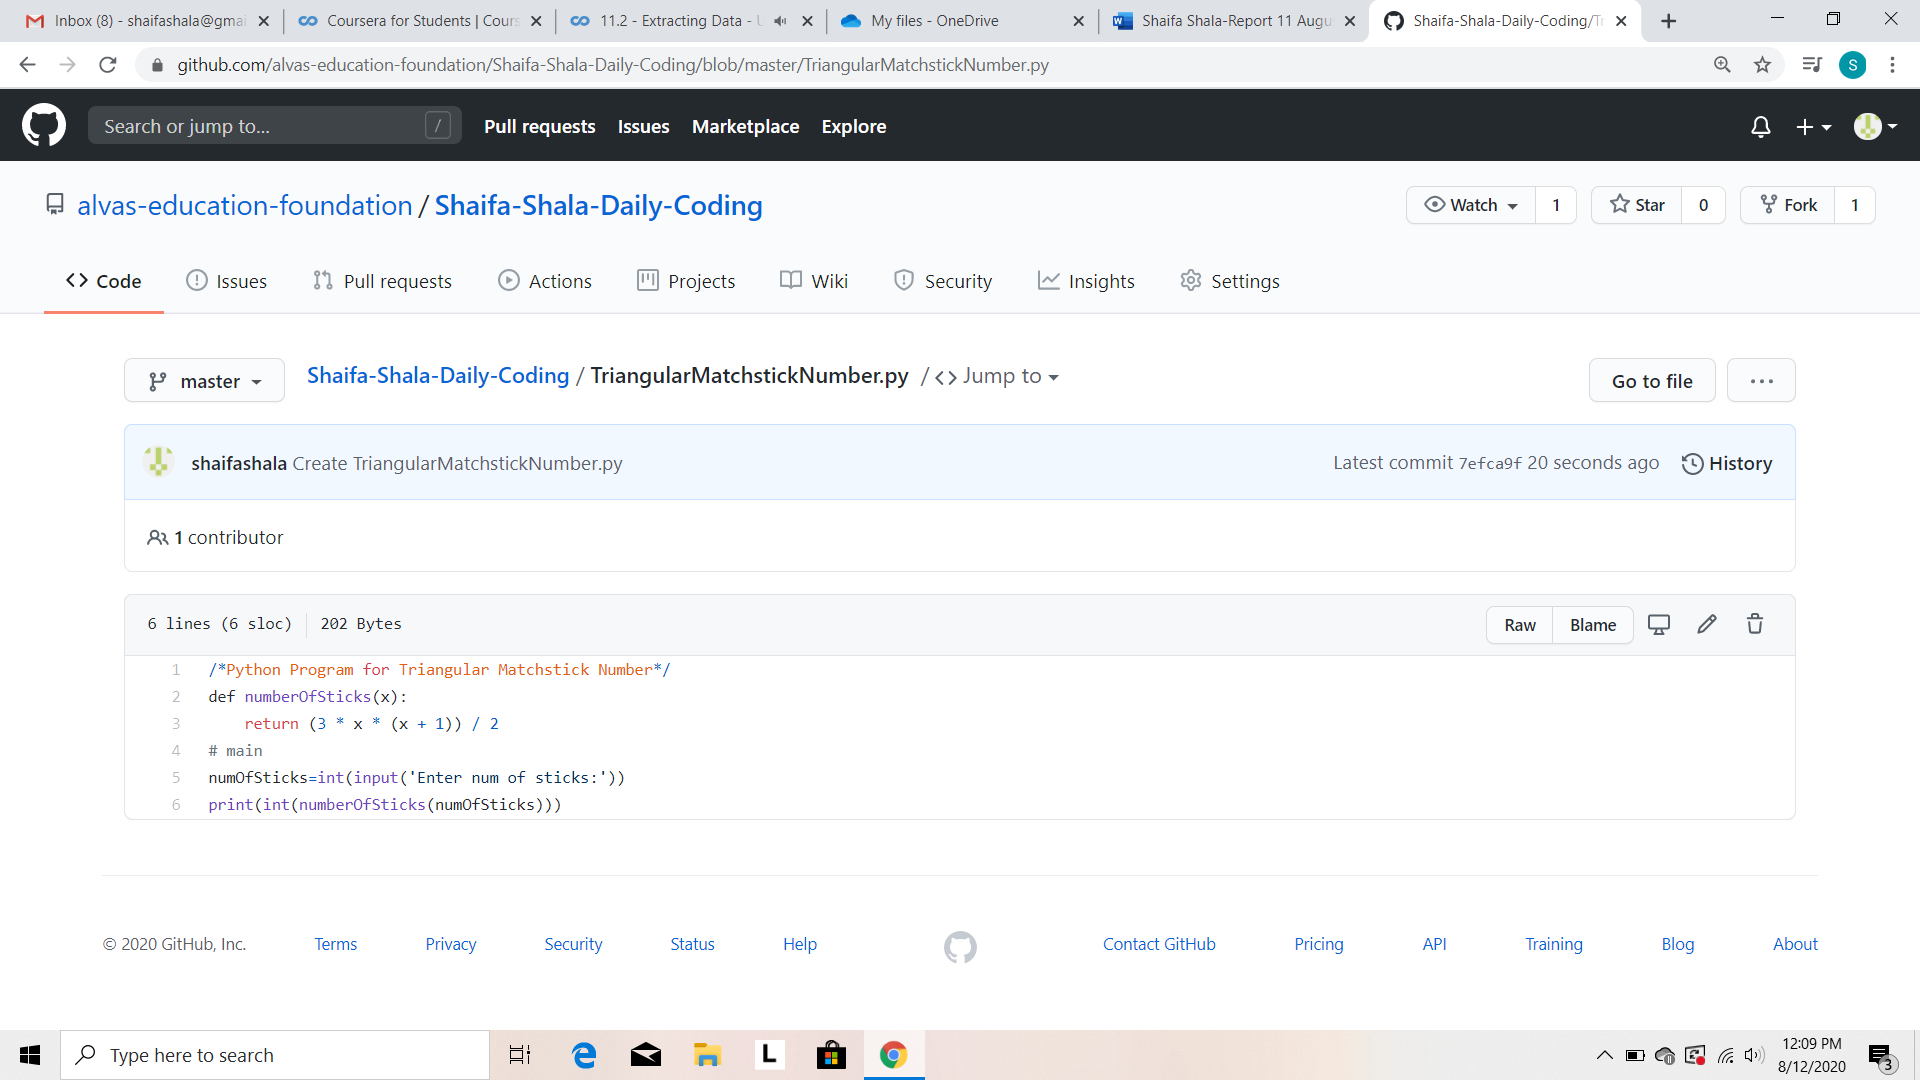 Inbox (8) - shaifashala@gmai
Coursera for Students | Cours
11.2 - Extracting Data - U
My files - OneDrive
Shaifa Shala-Report 11 Augu
Shaifa-Shala-Daily-Coding/Tr
github.com/alvas-education-foundation/Shaifa-Shala-Daily-Coding/blob/master/TriangularMatchstickNumber.py
S
Search or jump to... /
Pull requests Issues Marketplace Explore
alvas-education-foundation / Shaifa-Shala-Daily-Coding
Watch 1 Star 0 Fork 1
Code Issues Pull requests Actions Projects Wiki Security Insights Settings
master
Shaifa-Shala-Daily-Coding / TriangularMatchstickNumber.py / <> Jump to
Go to file ...
shaifashala Create TriangularMatchstickNumber.py
Latest commit 7efca9f 20 seconds ago History
1 contributor
6 lines (6 sloc) 202 Bytes
Raw Blame
1 /*Python Program for Triangular Matchstick Number*/
2 def numberOfSticks(x):
3     return (3 * x * (x + 1)) / 2
4 # main
5 numOfSticks=int(input('Enter num of sticks:'))
6 print(int(numberOfSticks(numOfSticks)))
© 2020 GitHub, Inc. Terms Privacy Security Status Help Contact GitHub Pricing API Training Blog About
Type here to search
L
12:09 PM
8/12/2020
3